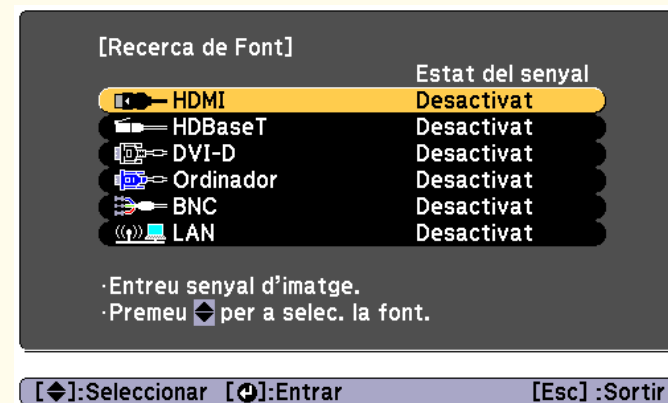 [Recerca de Font]
Estat del senyal
HDMI Desactivat
HDBaseT Desactivat
DVI-D Desactivat
Ordinador Desactivat
BNC Desactivat
LAN Desactivat
·Entreu senyal d'imatge.
·Premeu per a selec. la font.
[◆]:Seleccionar [⏎]:Entrar [Esc] :Sortir